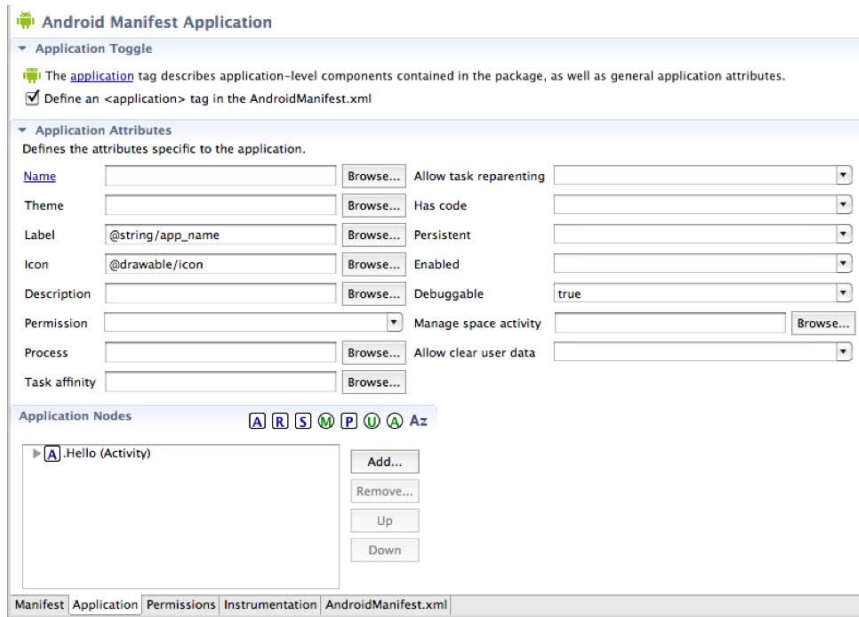 Android Manifest Application
Application Toggle
The application tag describes application-level components contained in the package, as well as general application attributes.
Define an <application> tag in the AndroidManifest.xml
Application Attributes
Defines the attributes specific to the application.
Name Browse... Allow task reparenting
Theme Browse... Has code
Label @string/app_name Browse... Persistent
Icon @drawable/icon Browse... Enabled
Description Browse... Debuggable true
Permission Manage space activity Browse...
Process Browse... Allow clear user data
Task affinity Browse...
Application Nodes A R S M P U A Az
A .Hello (Activity)
Add...
Remove...
Up
Down
Manifest Application Permissions Instrumentation AndroidManifest.xml